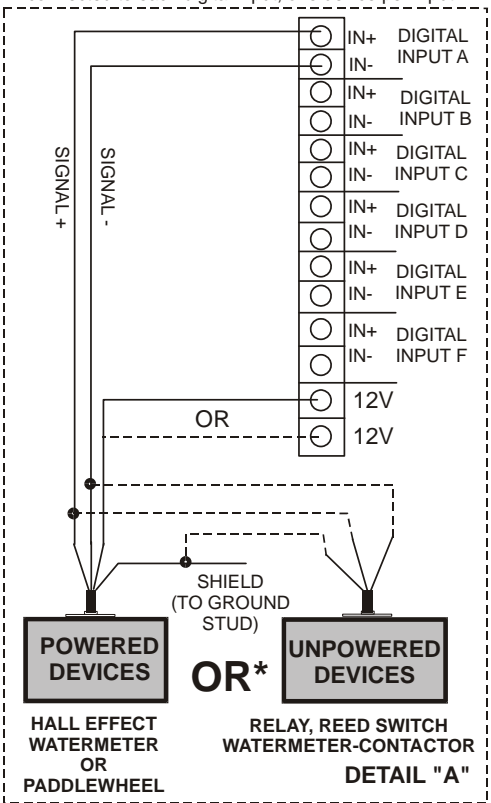 IN+ DIGITAL
INPUT A
IN-
IN+ DIGITAL
IN- INPUT B
IN+ DIGITAL
IN- INPUT C
IN+ DIGITAL
IN- INPUT D
IN+ DIGITAL
IN- INPUT E
IN+ DIGITAL
IN- INPUT F
SIGNAL +
SIGNAL -
12V
OR
12V
SHIELD
(TO GROUND
STUD)
POWERED
DEVICES
OR*
UNPOWERED
DEVICES
HALL EFFECT
WATERMETER
OR
PADDLEWHEEL
RELAY, REED SWITCH
WATERMETER-CONTACTOR
DETAIL "A"